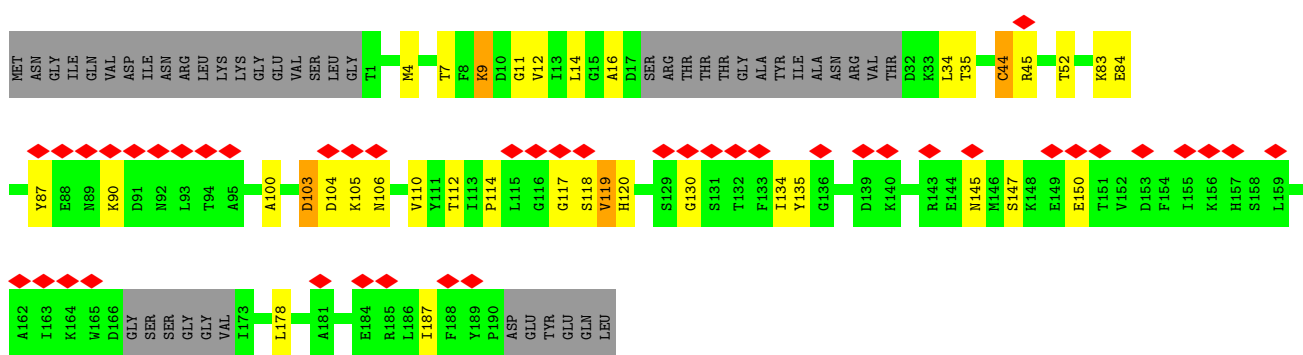 MET ASN GLY ILE GLN VAL ASP ILE ASN ARG LEU LYS LYS GLY GLU VAL SER LEU GLY T1 M4 T7 F8 K9 D10 G11 V12 I13 L14 G15 A16 D17 SER ARG THR THR THR GLY ALA TYR ILE ALA ASN ARG VAL THR D32 K33 L34 T35 C44 R45 T52 K83 E84
Y87 E88 N89 K90 D91 N92 L93 T94 A95 A100 D103 D104 K105 N106 V110 Y111 T112 I113 P114 L115 G116 G117 S118 V119 H120 S129 G130 S131 T132 F133 I134 Y135 G136 D139 K140 R143 E144 N145 M146 S147 K148 E149 E150 T151 V152 D153 F154 I155 K156 H157 S158 L159
A162 I163 K164 W165 D166 GLY SER SER GLY GLY VAL I173 L178 A181 E184 R185 L186 I187 F188 Y189 P190 ASP GLU TYR GLU GLN LEU